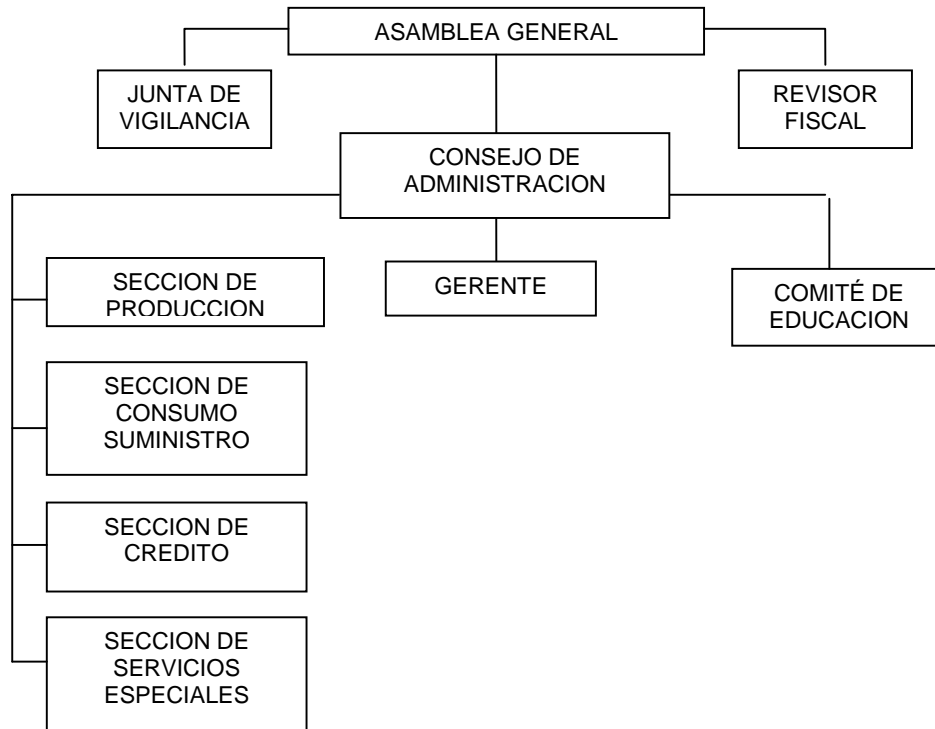 ASAMBLEA GENERAL
JUNTA DE
VIGILANCIA
REVISOR
FISCAL
CONSEJO DE
ADMINISTRACION
SECCION DE
PRODUCCION
GERENTE
COMITÉ DE
EDUCACION
SECCION DE
CONSUMO
SUMINISTRO
SECCION DE
CREDITO
SECCION DE
SERVICIOS
ESPECIALES